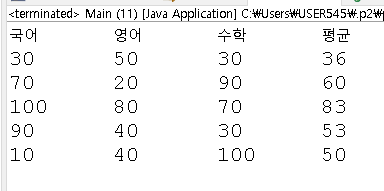 <terminated> Main (11) [Java Application] C:￦Users￦USER545￦.p2￦
국어 영어 수학 평균
30 50 30 36
70 20 90 60
100 80 70 83
90 40 30 53
10 40 100 50